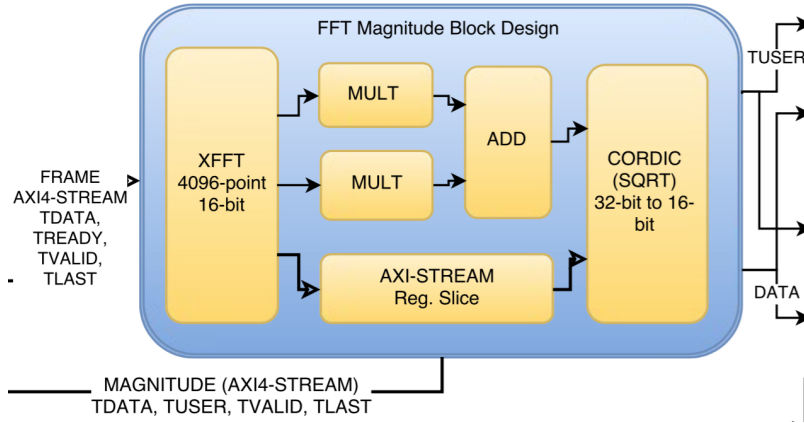 FFT Magnitude Block Design
TUSER
MULT
ADD
XFFT
4096-point
16-bit
MULT
CORDIC
(SQRT)
32-bit to 16-
bit
FRAME
AXI4-STREAM
TDATA,
TREADY,
TVALID,
TLAST
AXI-STREAM
Reg. Slice
DATA
MAGNITUDE (AXI4-STREAM)
TDATA, TUSER, TVALID, TLAST